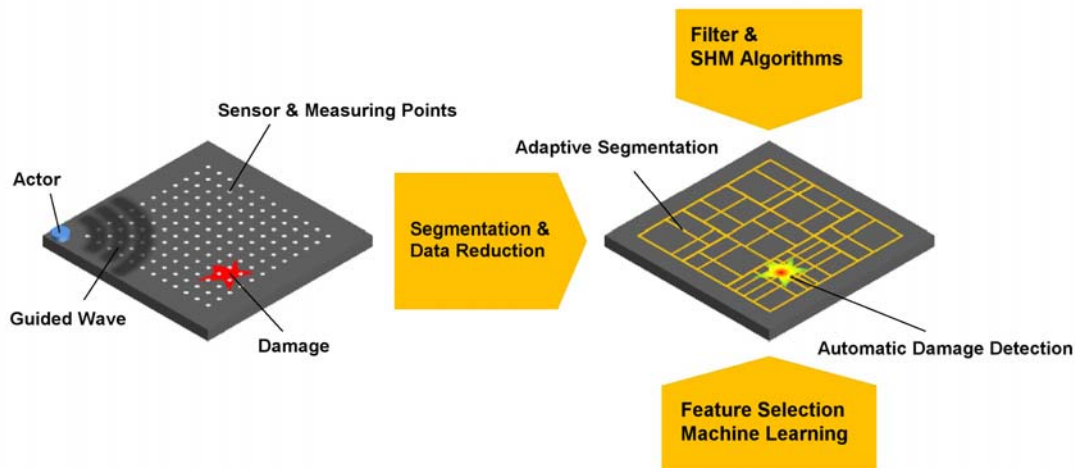 Filter &
SHM Algorithms
Sensor & Measuring Points
Adaptive Segmentation
Actor
Segmentation &
Data Reduction
Guided Wave
Damage
Automatic Damage Detection
Feature Selection
Machine Learning